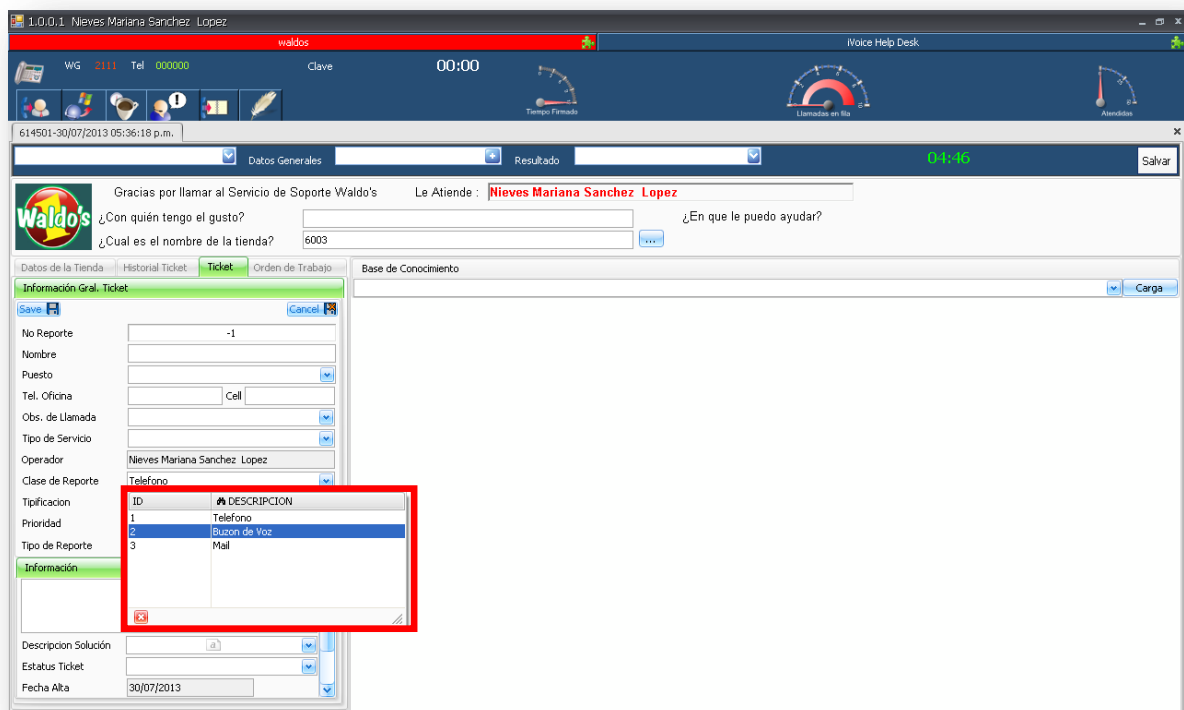 1.0.0.1 Nieves Mariana Sanchez Lopez
waldos
iVoice Help Desk
WG 2111 Tel 000000 Clave 00:00
Tiempo Firmado
Llamadas en fila
Atendidas
614501-30/07/2013 05:36:18 p.m.
Datos Generales
Resultado
04:46
Salvar
Waldo's
Gracias por llamar al Servicio de Soporte Waldo's
Le Atiende : Nieves Mariana Sanchez Lopez
¿Con quién tengo el gusto?
¿En que le puedo ayudar?
¿Cual es el nombre de la tienda? 6003 ...
Datos de la Tienda Historial Ticket Ticket Orden de Trabajo
Base de Conocimiento
Información Gral. Ticket
Carga
Save Cancel
No Reporte -1
Nombre
Puesto
Tel. Oficina Cell
Obs. de Llamada
Tipo de Servicio
Operador Nieves Mariana Sanchez Lopez
Clase de Reporte Telefono
Tipificacion
Prioridad
Tipo de Reporte
ID DESCRIPCION
1 Telefono
2 Buzon de Voz
3 Mail
Información
Descripcion Solución a
Estatus Ticket
Fecha Alta 30/07/2013